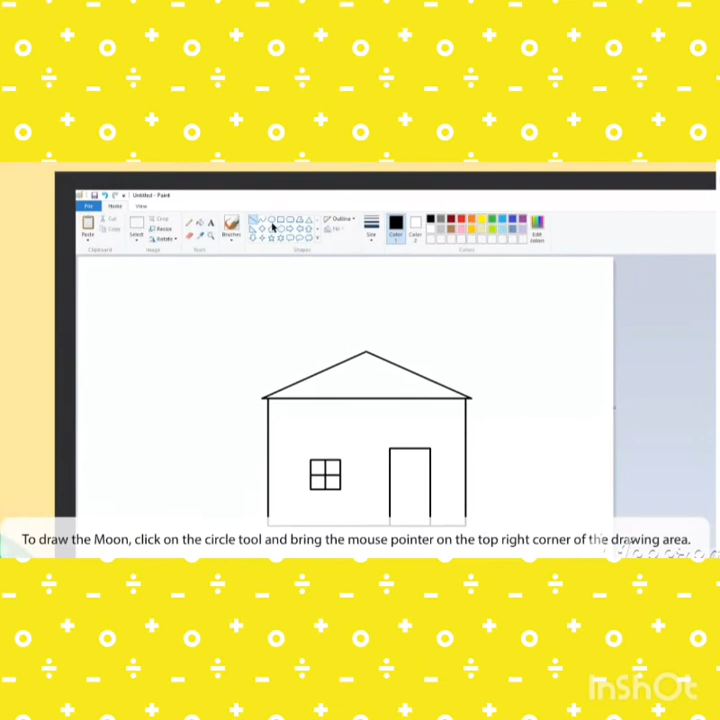 Untitled - Paint
File Home View
Cut
Copy
Paste
Clipboard
Crop
Resize
Rotate
Select
Image
A
Tools
Brushes
Outline
Fill
Shapes
Size
Color 1
Color 2
Edit colors
Colors
To draw the Moon, click on the circle tool and bring the mouse pointer on the top right corner of the drawing area.
InShOt